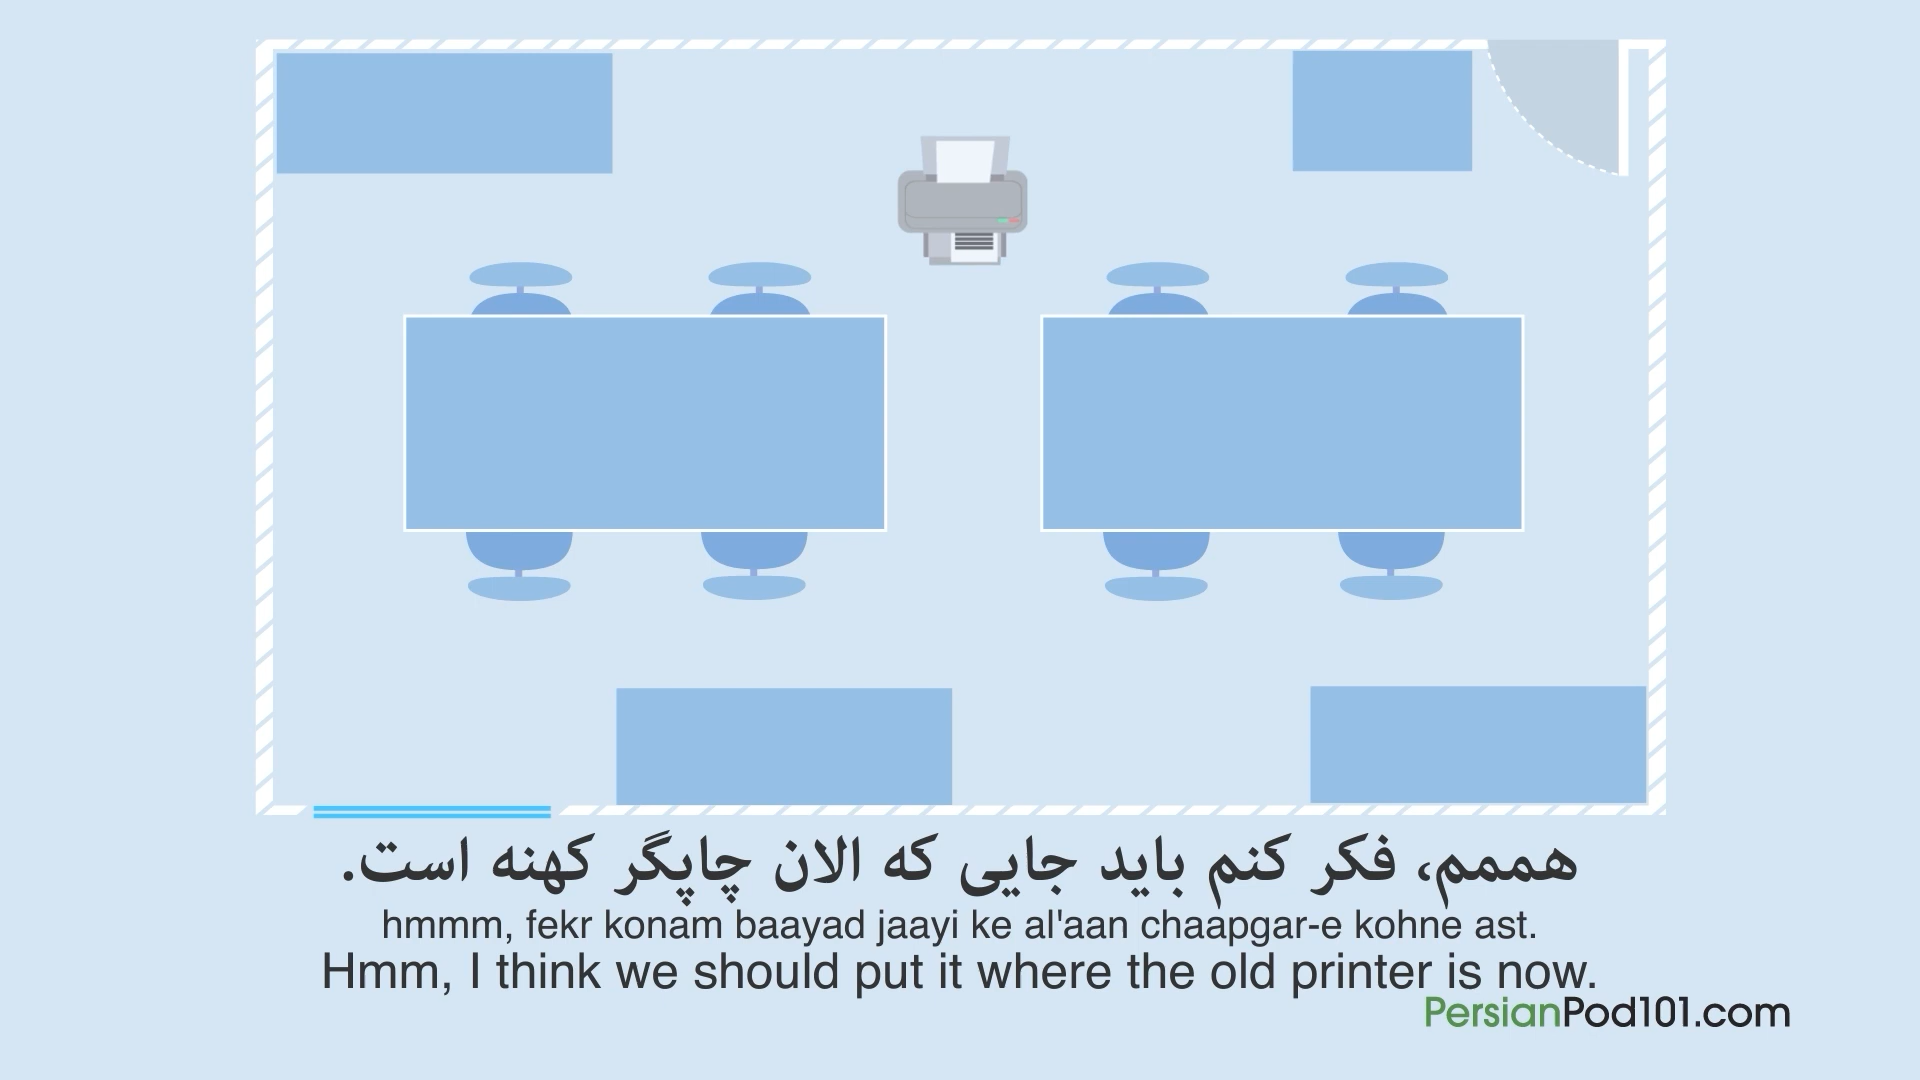 همممم، فکر کنم باید جایی که الان چاپگر کهنه است.
hmmm, fekr konam baayad jaayi ke al'aan chaapgar-e kohne ast.
Hmm, I think we should put it where the old printer is now.
PersianPod101.com